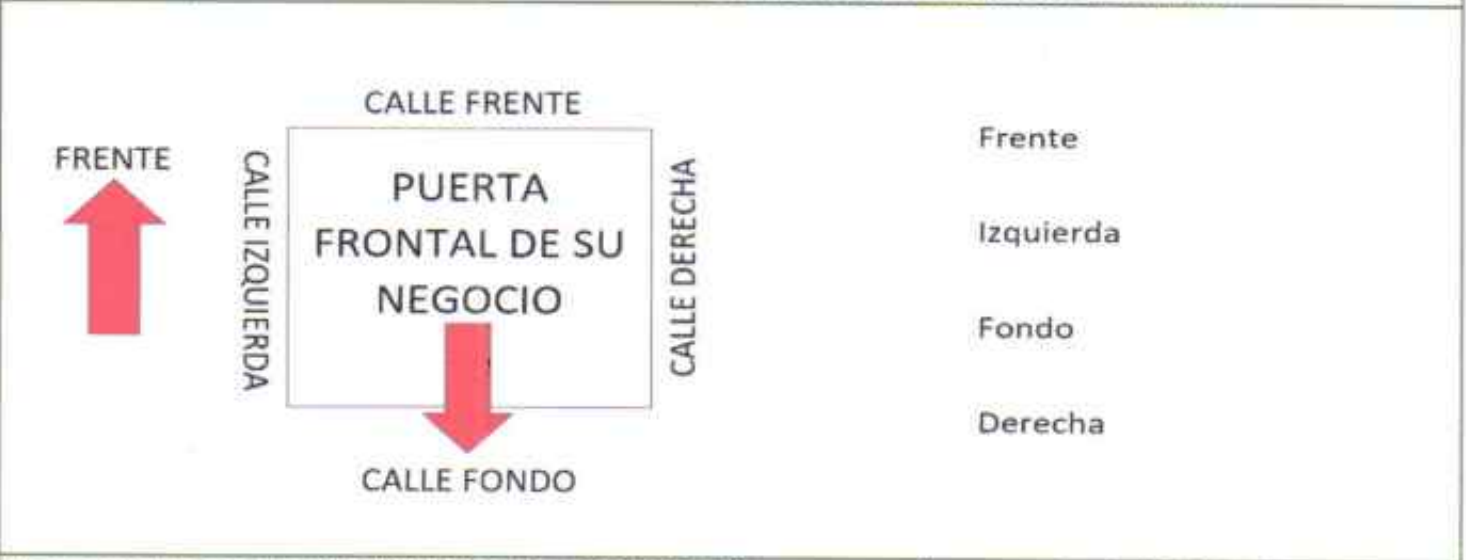 CALLE FRENTE
FRENTE
CALLE IZQUIERDA
PUERTA
FRONTAL DE SU
NEGOCIO
CALLE DERECHA
CALLE FONDO
Frente
Izquierda
Fondo
Derecha